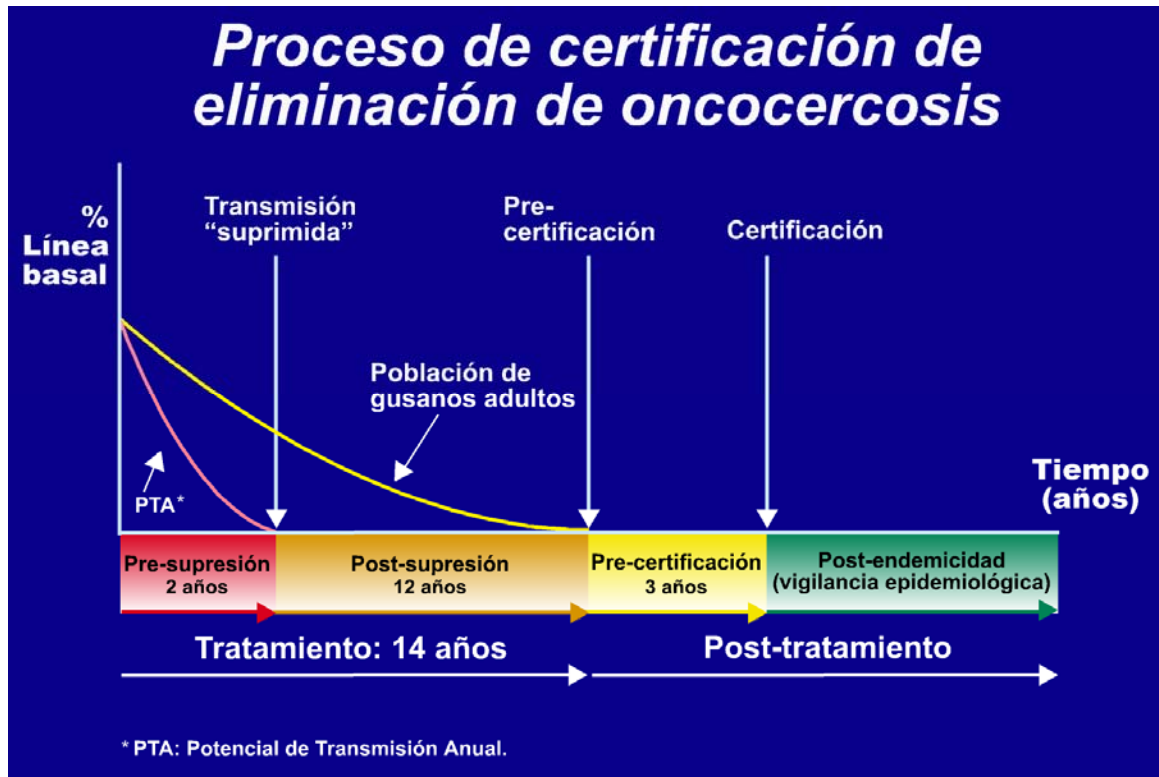 Proceso de certificación de
eliminación de oncocercosis
%
Línea
basal
Transmisión
“suprimida”
Pre-
certificación
Certificación
Población de
gusanos adultos
PTA*
Tiempo
(años)
Pre-supresión
2 años
Post-supresión
12 años
Pre-certificación
3 años
Post-endemicidad
(vigilancia epidemiológica)
Tratamiento: 14 años
Post-tratamiento
* PTA: Potencial de Transmisión Anual.